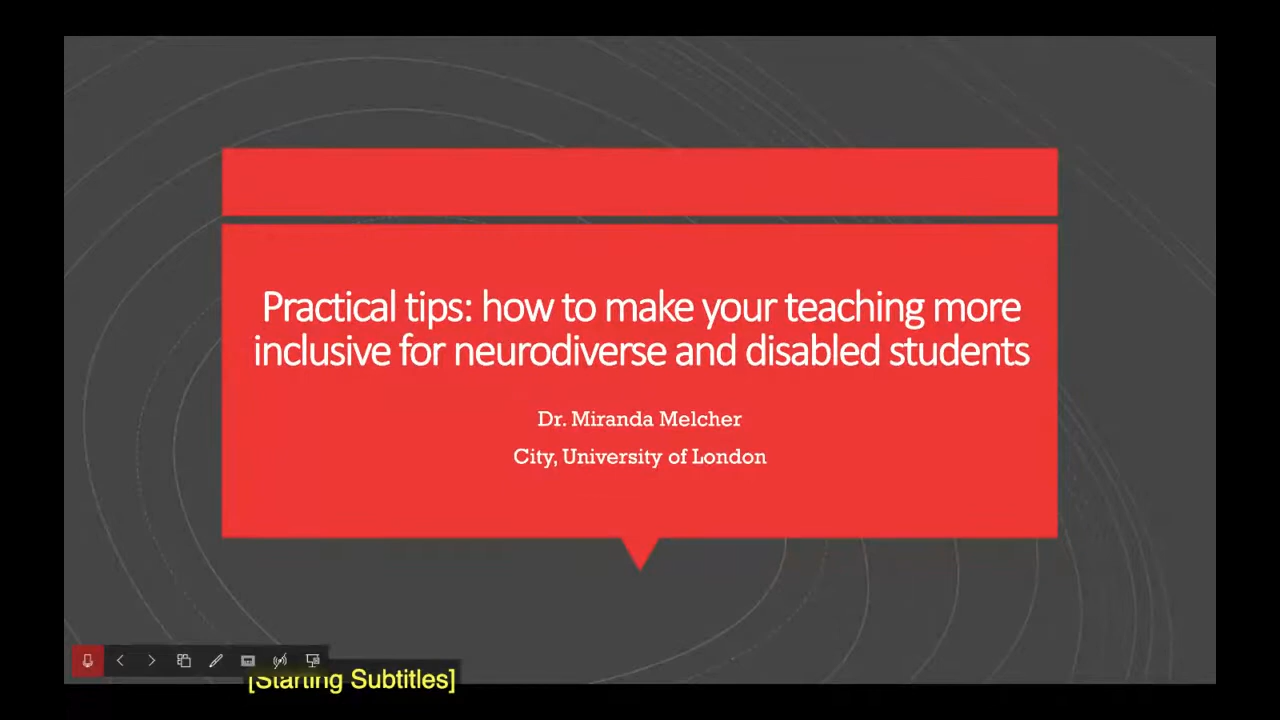 Practical tips: how to make your teaching more
inclusive for neurodiverse and disabled students
Dr. Miranda Melcher
City, University of London
[Starting Subtitles]